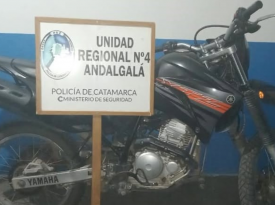 UNIDAD
REGIONAL Nº4
ANDALGALÁ
POLICÍA DE CATAMARCA
MINISTERIO DE SEGURIDAD
YAMAHA